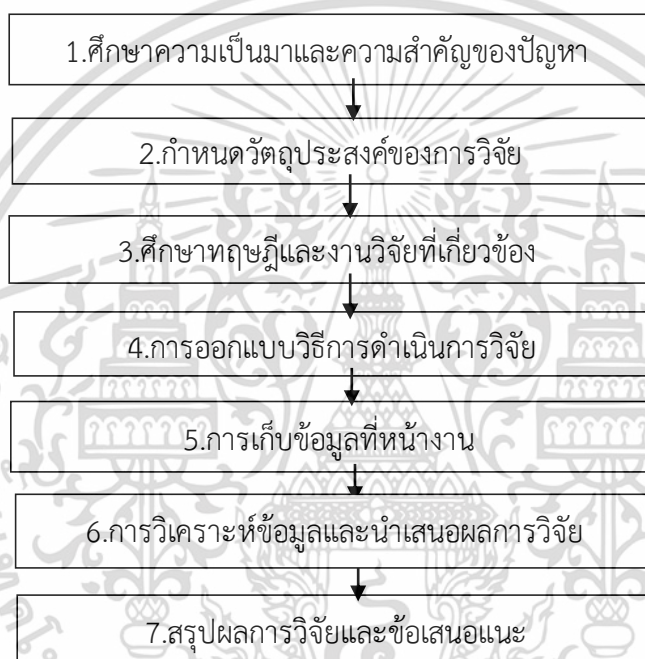 1.ศึกษาความเป็นมาและความสำคัญของปัญหา
2.กำหนดวัตถุประสงค์ของการวิจัย
3.ศึกษาทฤษฎีและงานวิจัยที่เกี่ยวข้อง
4.การออกแบบวิธีการดำเนินการวิจัย
5.การเก็บข้อมูลที่หน้างาน
6.การวิเคราะห์ข้อมูลและนำเสนอผลการวิจัย
7.สรุปผลการวิจัยและข้อเสนอแนะ